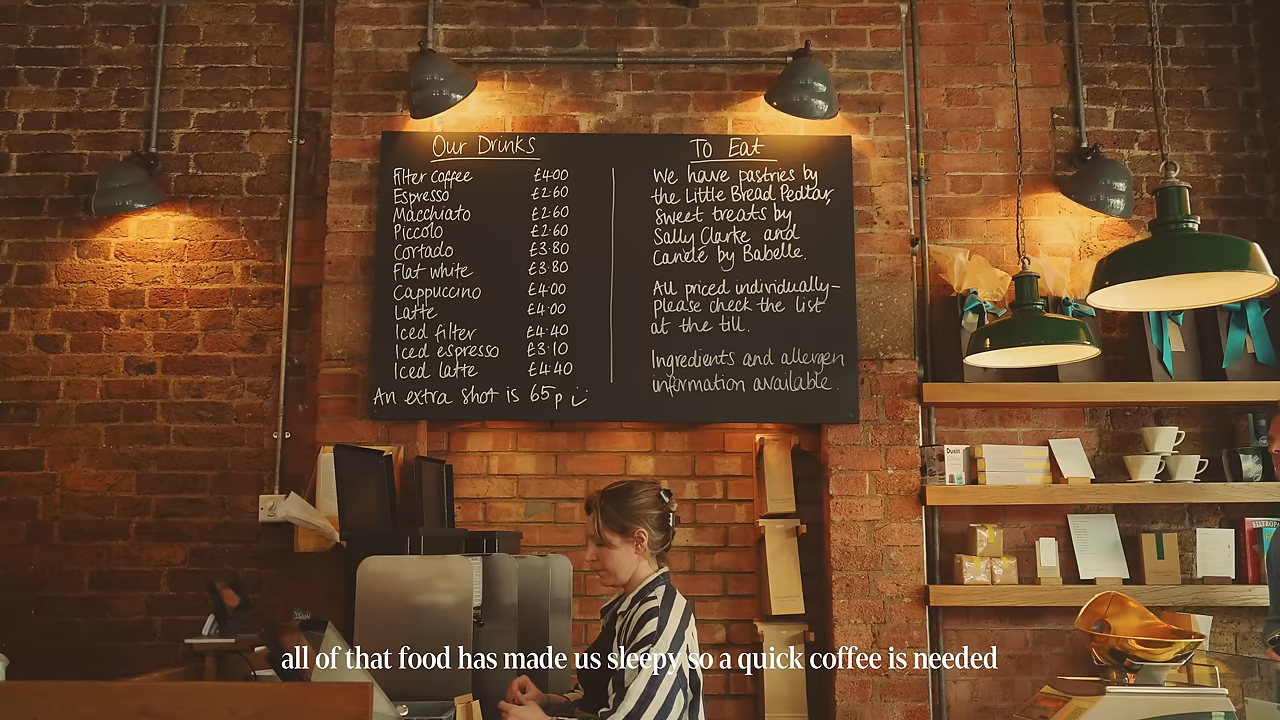 Our Drinks
Filter coffee £4.00
Espresso £2.60
Macchiato £2.60
Piccolo £2.60
Cortado £3.80
Flat white £3.80
Cappuccino £4.00
Latte £4.00
Iced filter £4.40
Iced espresso £3.10
Iced latte £4.40
An extra shot is 65p
To Eat
We have pastries by
the Little Bread Pedlar,
sweet treats by
Sally Clarke and
Candle by Babelle.
All priced individually-
please check the list
at the till.
Ingredients and allergen
information available.
Dualit
all of that food has made us sleepy so a quick coffee is needed